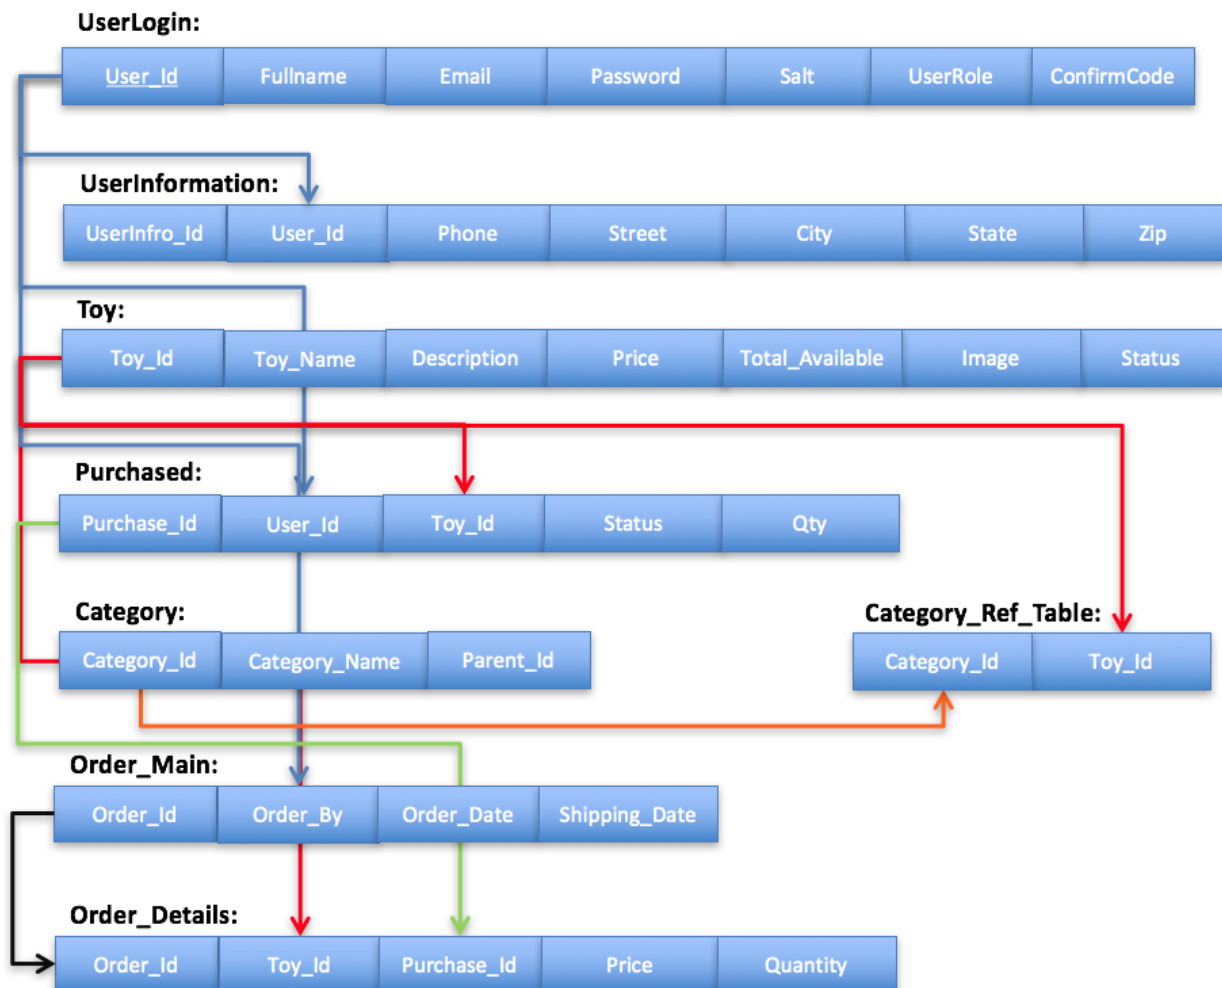 UserLogin:
User_Id Fullname Email Password Salt UserRole ConfirmCode
UserInformation:
UserInfro_Id User_Id Phone Street City State Zip
Toy:
Toy_Id Toy_Name Description Price Total_Available Image Status
Purchased:
Purchase_Id User_Id Toy_Id Status Qty
Category:
Category_Id Category_Name Parent_Id
Category_Ref_Table:
Category_Id Toy_Id
Order_Main:
Order_Id Order_By Order_Date Shipping_Date
Order_Details:
Order_Id Toy_Id Purchase_Id Price Quantity